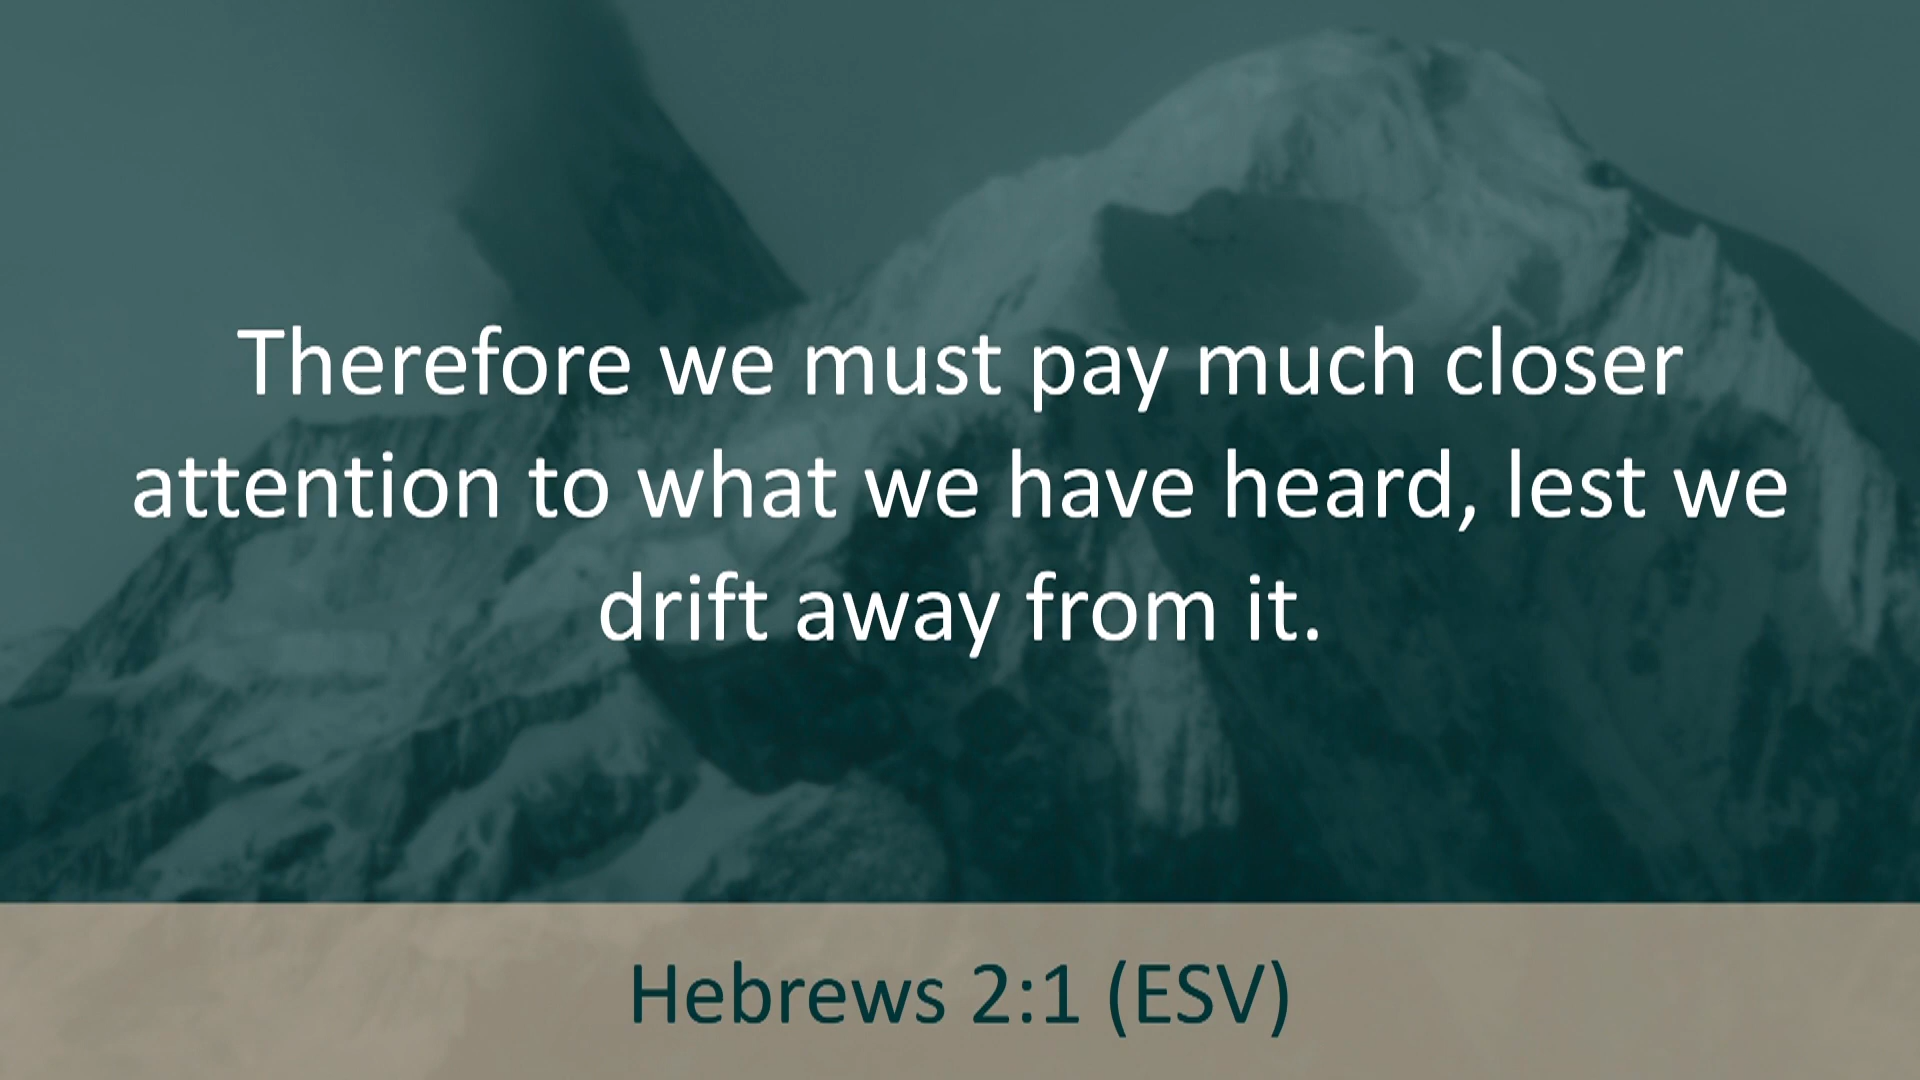 Therefore we must pay much closer
attention to what we have heard, lest we
drift away from it.
Hebrews 2:1 (ESV)